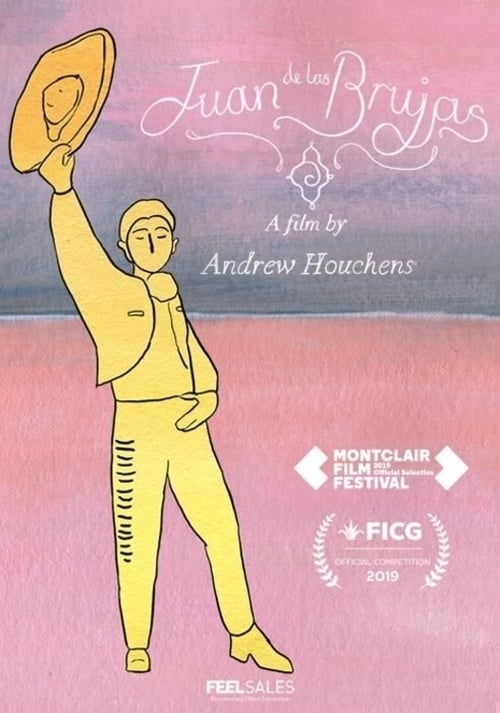 Juan de las Brujas
A film by
Andrew Houchens
MONTCLAIR
FILM 2019 Official Selection
FESTIVAL
FICG
OFFICIAL COMPETITION
2019
FEELSALES